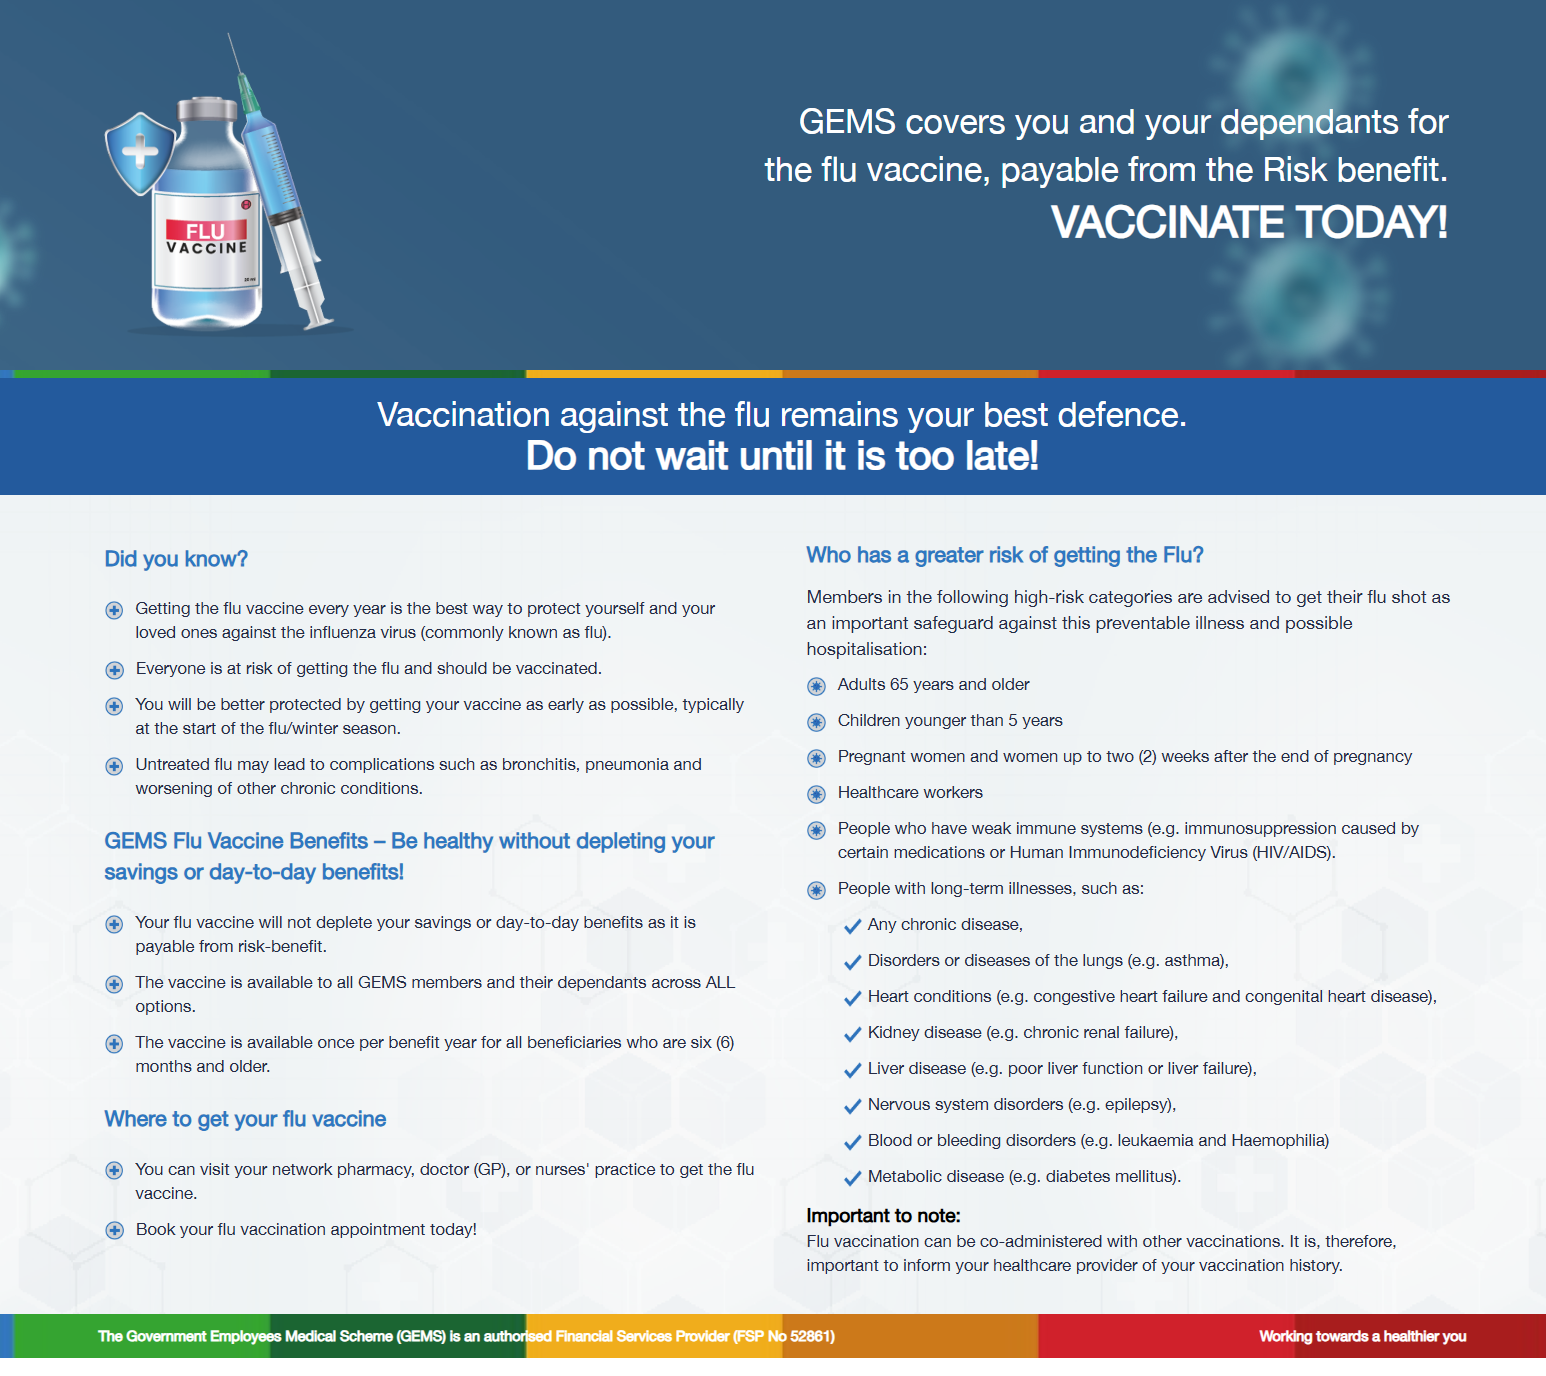 GEMS covers you and your dependants for
the flu vaccine, payable from the Risk benefit.
VACCINATE TODAY!
FLU
VACCINE
Vaccination against the flu remains your best defence.
Do not wait until it is too late!
Did you know?
Getting the flu vaccine every year is the best way to protect yourself and your
loved ones against the influenza virus (commonly known as flu).
Everyone is at risk of getting the flu and should be vaccinated.
You will be better protected by getting your vaccine as early as possible, typically
at the start of the flu/winter season.
Untreated flu may lead to complications such as bronchitis, pneumonia and
worsening of other chronic conditions.
GEMS Flu Vaccine Benefits – Be healthy without depleting your
savings or day-to-day benefits!
Your flu vaccine will not deplete your savings or day-to-day benefits as it is
payable from risk-benefit.
The vaccine is available to all GEMS members and their dependants across ALL
options.
The vaccine is available once per benefit year for all beneficiaries who are six (6)
months and older.
Where to get your flu vaccine
You can visit your network pharmacy, doctor (GP), or nurses' practice to get the flu
vaccine.
Book your flu vaccination appointment today!
Who has a greater risk of getting the Flu?
Members in the following high-risk categories are advised to get their flu shot as
an important safeguard against this preventable illness and possible
hospitalisation:
Adults 65 years and older
Children younger than 5 years
Pregnant women and women up to two (2) weeks after the end of pregnancy
Healthcare workers
People who have weak immune systems (e.g. immunosuppression caused by
certain medications or Human Immunodeficiency Virus (HIV/AIDS).
People with long-term illnesses, such as:
Any chronic disease,
Disorders or diseases of the lungs (e.g. asthma),
Heart conditions (e.g. congestive heart failure and congenital heart disease),
Kidney disease (e.g. chronic renal failure),
Liver disease (e.g. poor liver function or liver failure),
Nervous system disorders (e.g. epilepsy),
Blood or bleeding disorders (e.g. leukaemia and Haemophilia)
Metabolic disease (e.g. diabetes mellitus).
Important to note:
Flu vaccination can be co-administered with other vaccinations. It is, therefore,
important to inform your healthcare provider of your vaccination history.
The Government Employees Medical Scheme (GEMS) is an authorised Financial Services Provider (FSP No 52861)
Working towards a healthier you